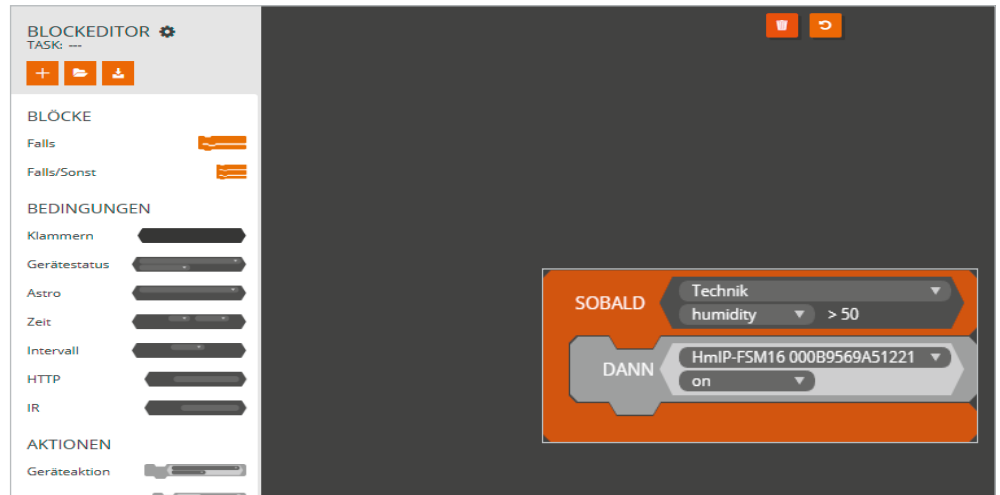 BLOCKEDITOR
TASK: ---
BLÖCKE
Falls
Falls/Sonst
BEDINGUNGEN
Klammern
Gerätestatus
Astro
Zeit
Intervall
HTTP
IR
AKTIONEN
Geräteaktion
SOBALD
Technik
humidity > 50
DANN
HmIP-FSM16 000B9569A51221
on